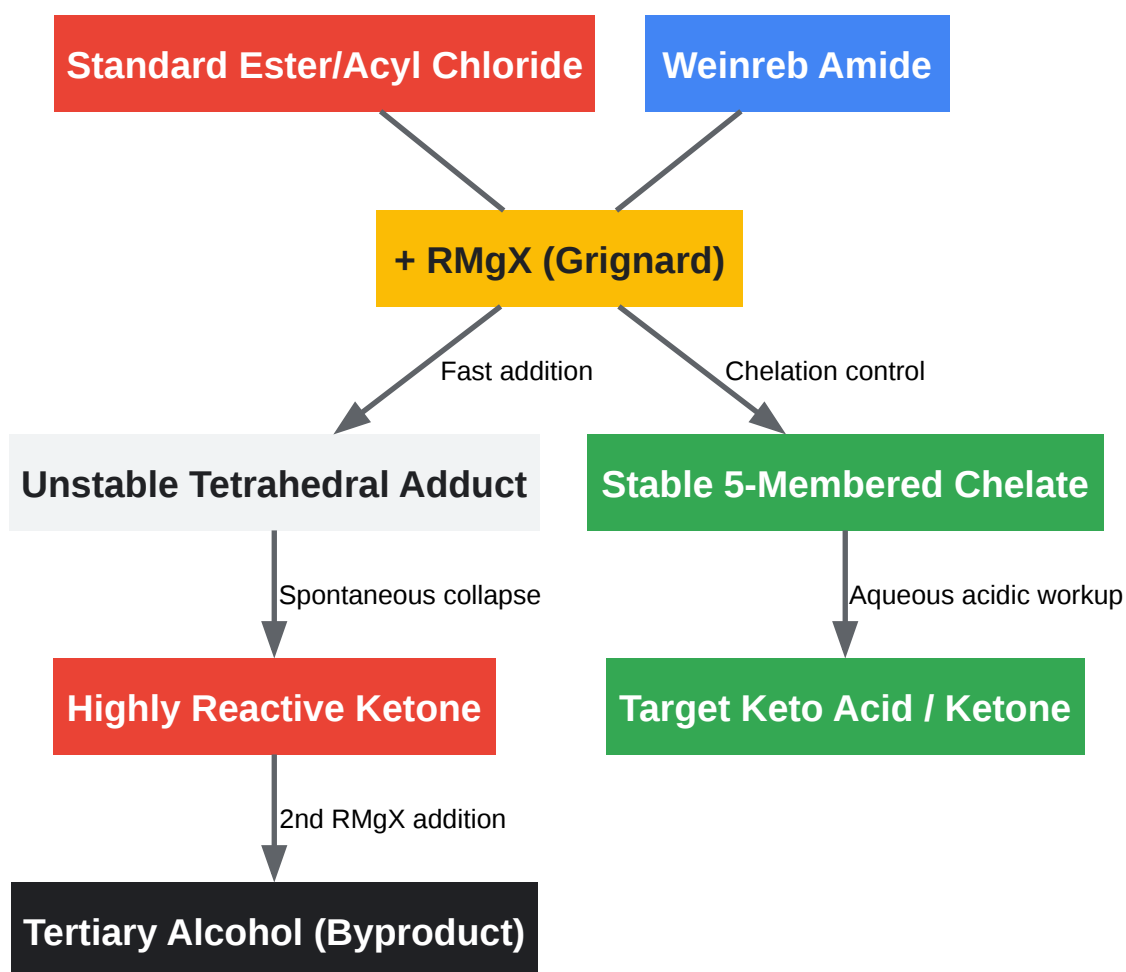 Standard Ester/Acyl Chloride
Weinreb Amide
+ RMgX (Grignard)
Fast addition
Chelation control
Unstable Tetrahedral Adduct
Stable 5-Membered Chelate
Spontaneous collapse
Aqueous acidic workup
Highly Reactive Ketone
Target Keto Acid / Ketone
2nd RMgX addition
Tertiary Alcohol (Byproduct)